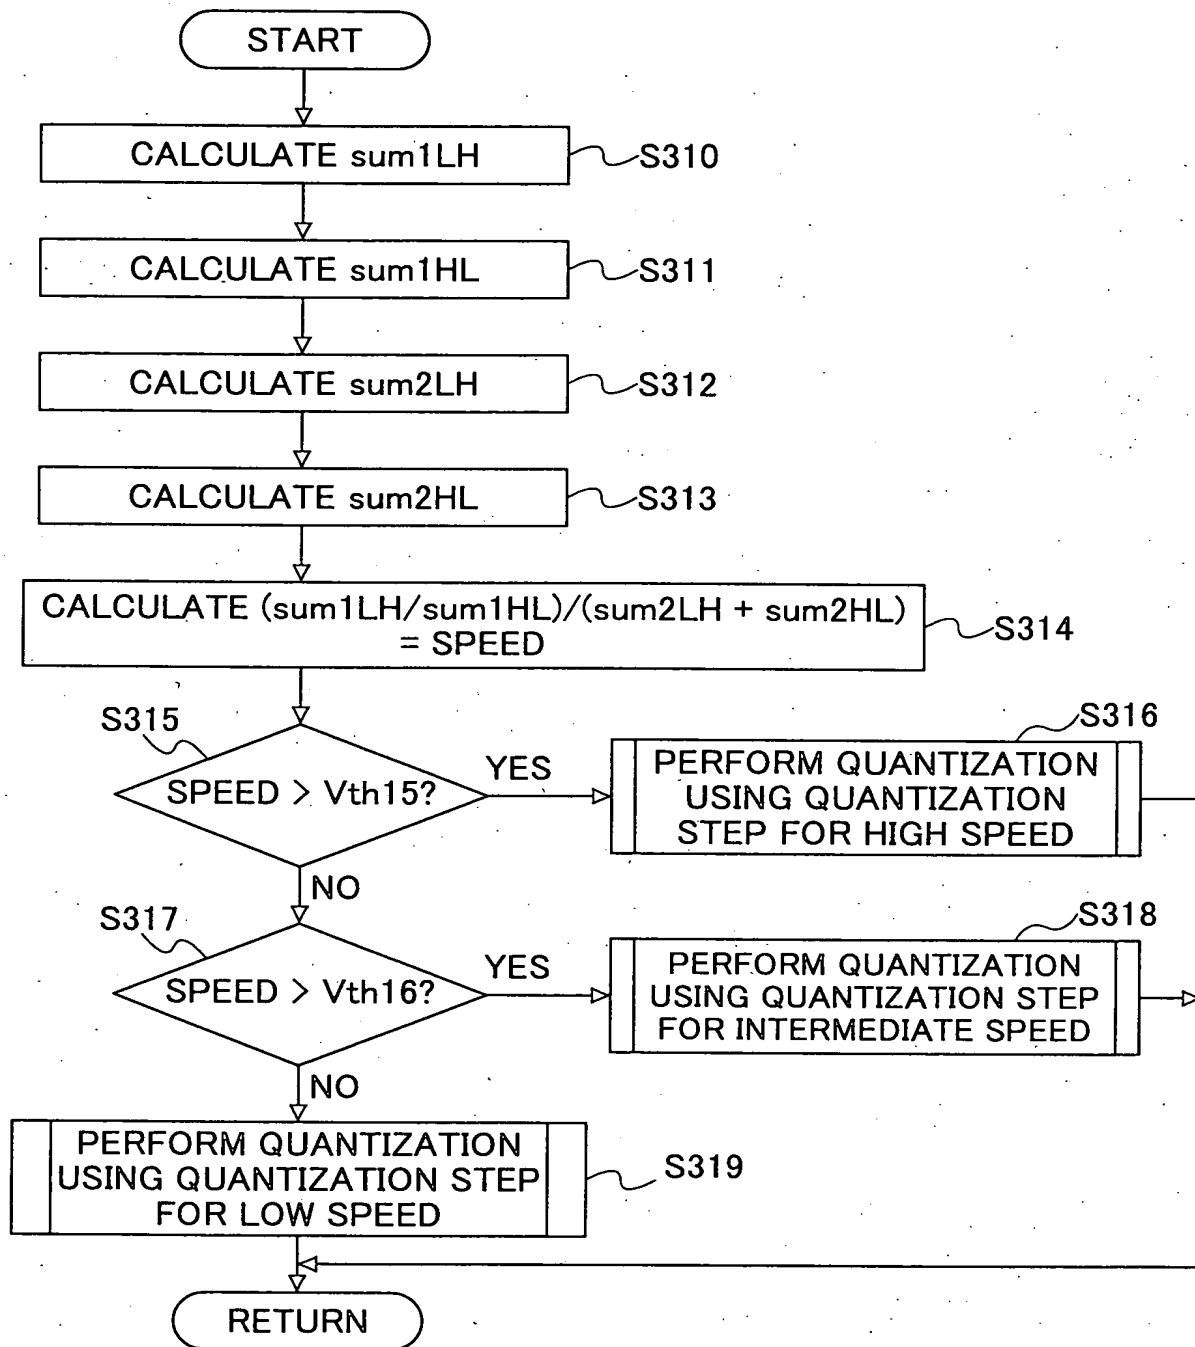 START
CALCULATE sum1LH
S310
CALCULATE sum1HL
S311
CALCULATE sum2LH
S312
CALCULATE sum2HL
S313
CALCULATE (sum1LH/sum1HL)/(sum2LH + sum2HL)
= SPEED
S314
S315
SPEED > Vth15?
YES
S316
PERFORM QUANTIZATION
USING QUANTIZATION
STEP FOR HIGH SPEED
NO
S317
SPEED > Vth16?
YES
S318
PERFORM QUANTIZATION
USING QUANTIZATION STEP
FOR INTERMEDIATE SPEED
NO
PERFORM QUANTIZATION
USING QUANTIZATION STEP
FOR LOW SPEED
S319
RETURN